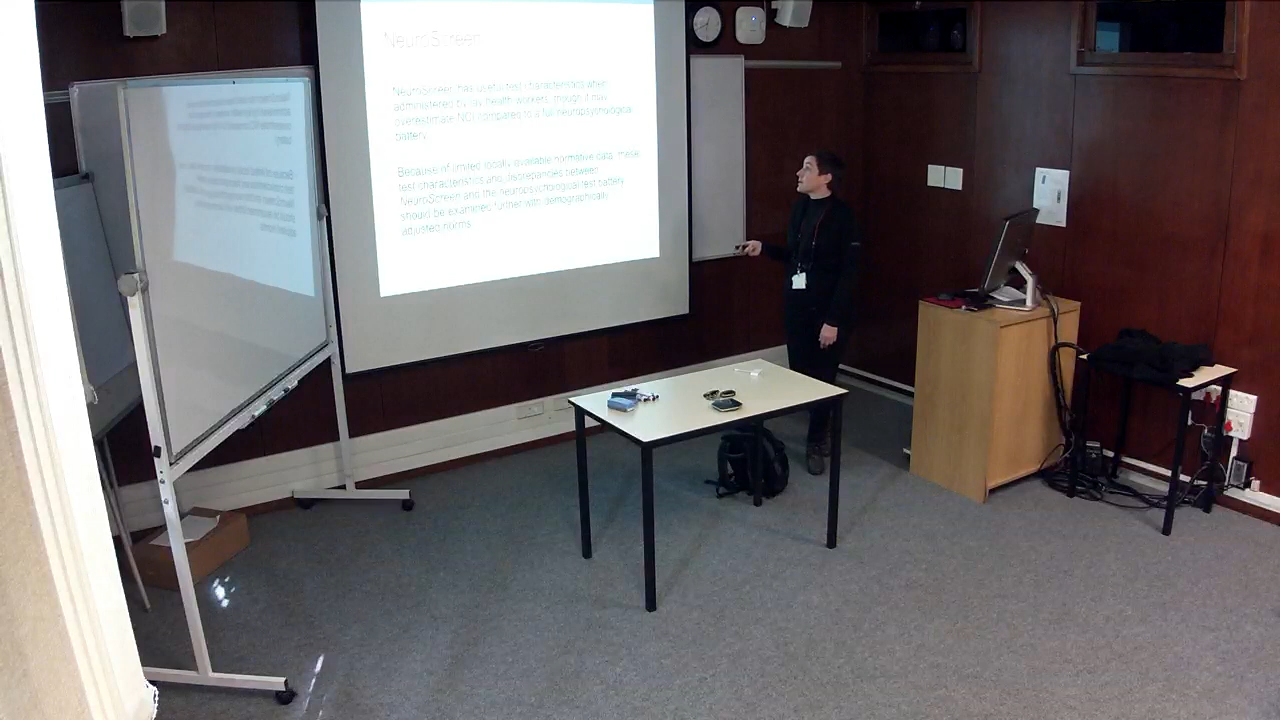 NeuroScreen
NeuroScreen has useful test characteristics when
administered by lay health workers, though it may
overestimate NCI compared to a full neuropsychological
battery.
Because of limited locally available normative data, these
test characteristics and discrepancies between
NeuroScreen and the neuropsychological test battery
should be examined further with demographically
adjusted norms.